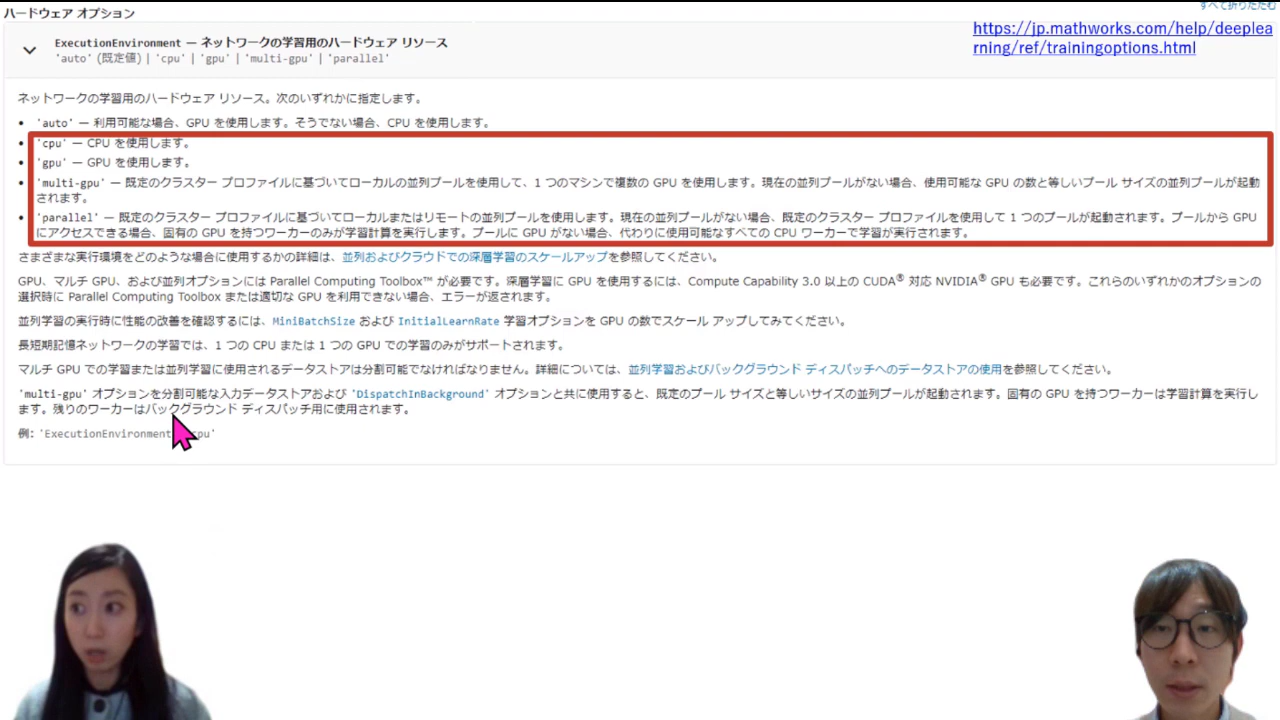 すべて折りたたむ
ハードウェア オプション
https://jp.mathworks.com/help/deeplea
rning/ref/trainingoptions.html
ExecutionEnvironment — ネットワークの学習用のハードウェア リソース
'auto' (既定値) | 'cpu' | 'gpu' | 'multi-gpu' | 'parallel'
ネットワークの学習用のハードウェア リソース。次のいずれかに指定します。
• 'auto' — 利用可能な場合、GPU を使用します。そうでない場合、CPU を使用します。
• 'cpu' — CPU を使用します。
• 'gpu' — GPU を使用します。
• 'multi-gpu' — 既定のクラスター プロファイルに基づいてローカルの並列プールを使用して、1 つのマシンで複数の GPU を使用します。現在の並列プールがない場合、使用可能な GPU の数と等しいプール サイズの並列プールが起動
されます。
• 'parallel' — 既定のクラスター プロファイルに基づいてローカルまたはリモートの並列プールを使用します。現在の並列プールがない場合、既定のクラスター プロファイルを使用して 1 つのプールが起動されます。プールから GPU
にアクセスできる場合、固有の GPU を持つワーカーのみが学習計算を実行します。プールに GPU がない場合、代わりに使用可能なすべての CPU ワーカーで学習が実行されます。
さまざまな実行環境をどのような場合に使用するかの詳細は、並列およびクラウドでの深層学習のスケールアップを参照してください。
GPU、マルチ GPU、および並列オプションには Parallel Computing Toolbox™ が必要です。深層学習に GPU を使用するには、Compute Capability 3.0 以上の CUDA® 対応 NVIDIA® GPU も必要です。これらのいずれかのオプションの
選択時に Parallel Computing Toolbox または適切な GPU を利用できない場合、エラーが返されます。
並列学習の実行時に性能の改善を確認するには、MiniBatchSize および InitialLearnRate 学習オプションを GPU の数でスケール アップしてみてください。
長短期記憶ネットワークの学習では、1 つの CPU または 1 つの GPU での学習のみがサポートされます。
マルチ GPU での学習または並列学習に使用されるデータストアは分割可能でなければなりません。詳細については、並列学習およびバックグラウンド ディスパッチへのデータストアの使用を参照してください。
'multi-gpu' オプションを分割可能な入力データストアおよび 'DispatchInBackground' オプションと共に使用すると、既定のプール サイズと等しいサイズの並列プールが起動されます。固有の GPU を持つワーカーは学習計算を実行し
ます。残りのワーカーはバックグラウンド ディスパッチ用に使用されます。
例: 'ExecutionEnvironment cpu'